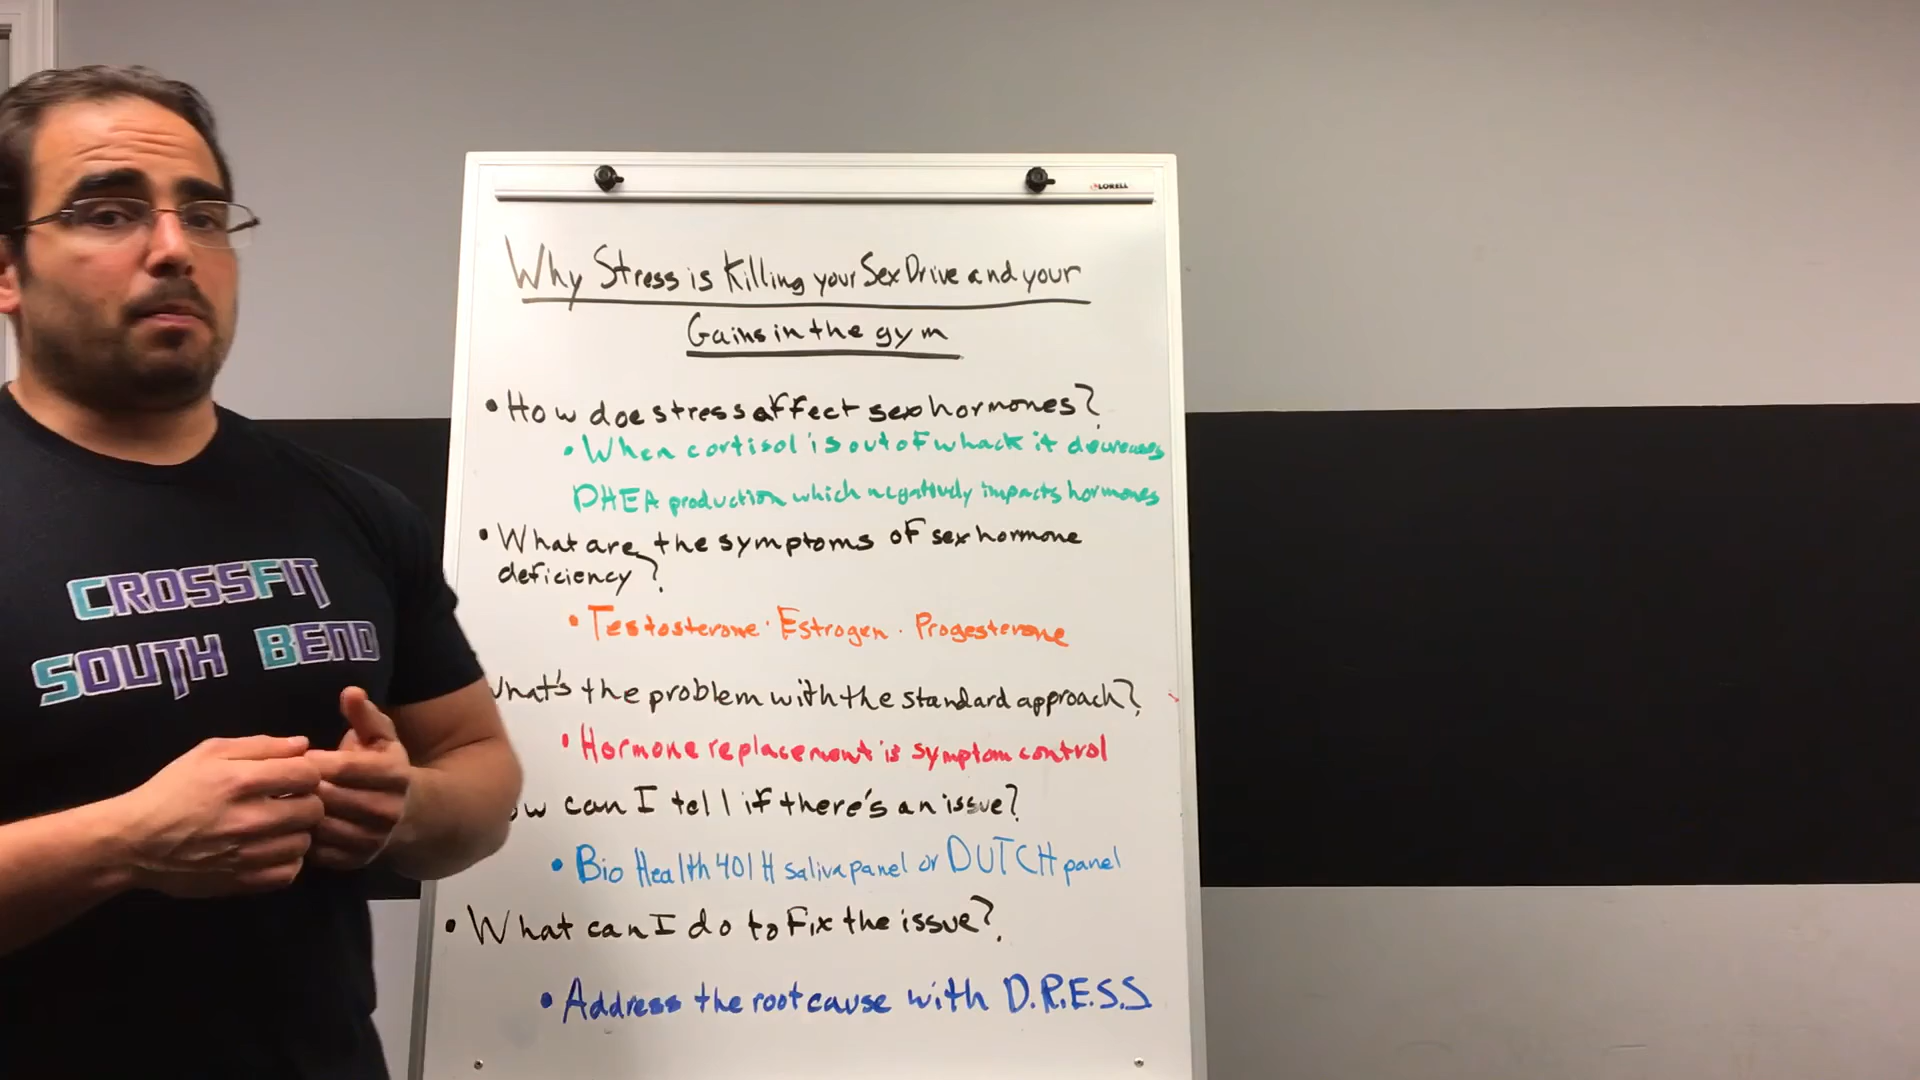 CROSSFIT
SOUTH BEND
LORELL
Why Stress is Killing your Sex Drive and your
Gains in the gym
• How does stress affect sex hormones?
• When cortisol is out of whack it decreases
DHEA production which negatively impacts hormones
• What are the symptoms of sex hormone
deficiency?
• Testosterone · Estrogen · Progesterone
What's the problem with the standard approach?
• Hormone replacement is symptom control
ow can I tell if there's an issue?
• Bio Health 401H saliva panel or DUTCH panel
• What can I do to fix the issue?
• Address the root cause with D.R.E.S.S